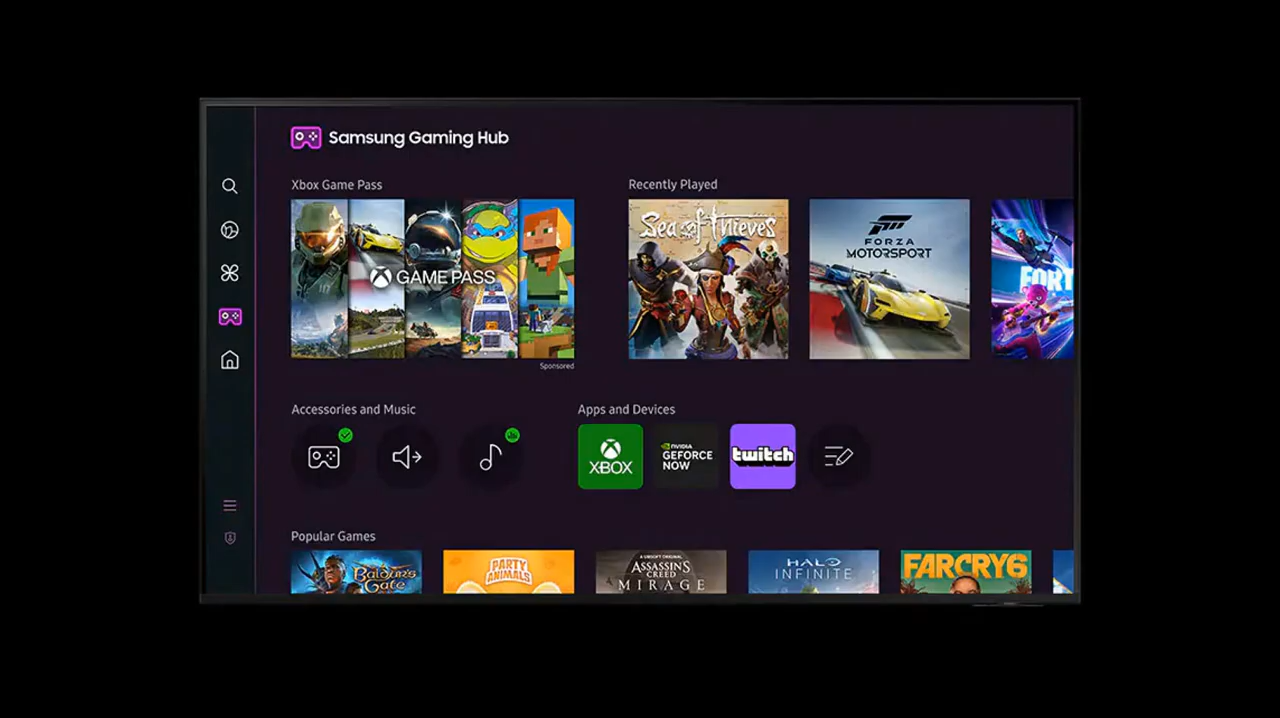 Samsung Gaming Hub
Xbox Game Pass
Recently Played
GAME PASS
Sea of Thieves
FORZA
MOTORSPORT
FORT
Sponsored
Accessories and Music
Apps and Devices
XBOX
NVIDIA
GEFORCE
NOW
twitch
Popular Games
BALDUR'S
GATE
PARTY
ANIMALS
A UBISOFT ORIGINAL
ASSASSIN'S
CREED
MIRAGE
HALO
INFINITE
FARCRY6